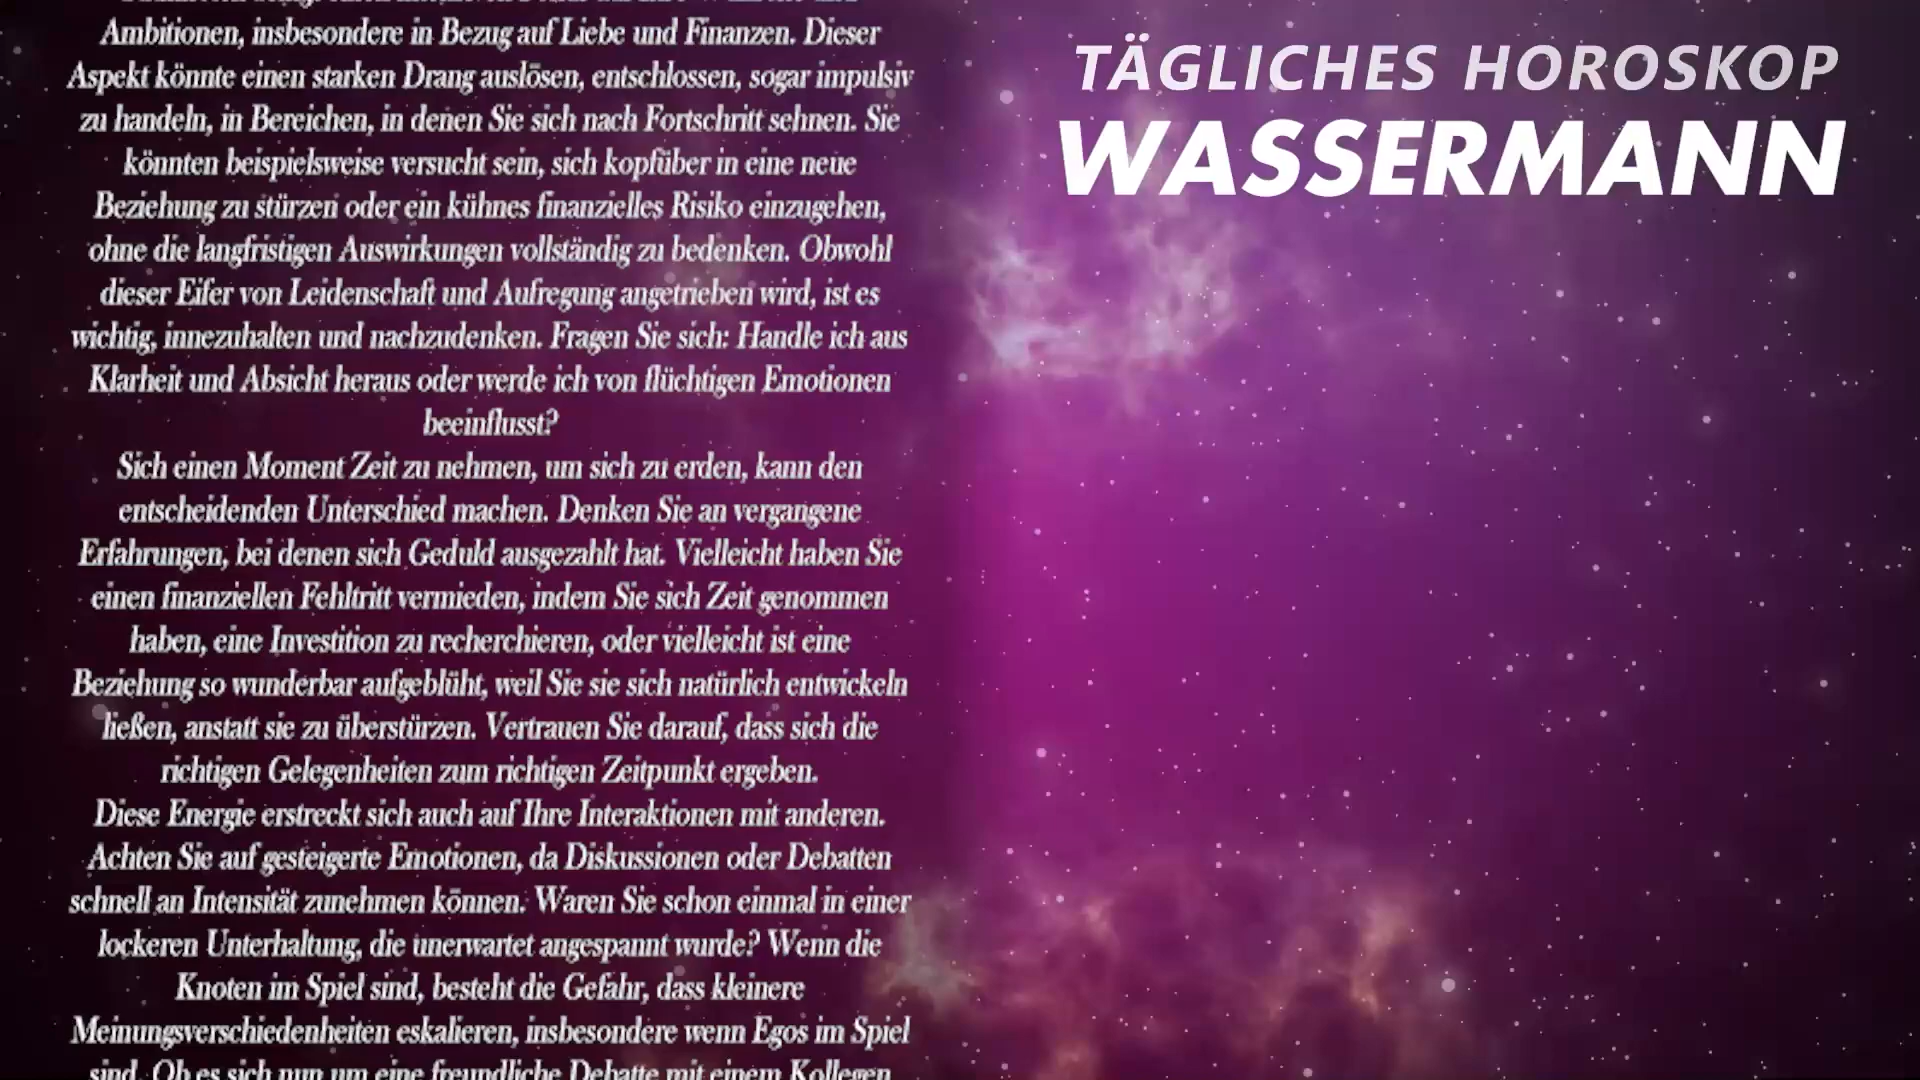 Ambitionen, insbesondere in Bezug auf Liebe und Finanzen. Dieser
Aspekt könnte einen starken Drang auslösen, entschlossen, sogar impulsiv
zu handeln, in Bereichen, in denen Sie sich nach Fortschritt sehnen. Sie
könnten beispielsweise versucht sein, sich kopfüber in eine neue
Beziehung zu stürzen oder ein kühnes finanzielles Risiko einzugehen,
ohne die langfristigen Auswirkungen vollständig zu bedenken. Obwohl
dieser Eifer von Leidenschaft und Aufregung angetrieben wird, ist es
wichtig, innezuhalten und nachzudenken. Fragen Sie sich: Handle ich aus
Klarheit und Absicht heraus oder werde ich von flüchtigen Emotionen
beeinflusst?
Sich einen Moment Zeit zu nehmen, um sich zu erden, kann den
entscheidenden Unterschied machen. Denken Sie an vergangene
Erfahrungen, bei denen sich Geduld ausgezahlt hat. Vielleicht haben Sie
einen finanziellen Fehltritt vermieden, indem Sie sich Zeit genommen
haben, eine Investition zu recherchieren, oder vielleicht ist eine
Beziehung so wunderbar aufgeblüht, weil Sie sie sich natürlich entwickeln
ließen, anstatt sie zu überstürzen. Vertrauen Sie darauf, dass sich die
richtigen Gelegenheiten zum richtigen Zeitpunkt ergeben.
Diese Energie erstreckt sich auch auf Ihre Interaktionen mit anderen.
Achten Sie auf gesteigerte Emotionen, da Diskussionen oder Debatten
schnell an Intensität zunehmen können. Waren Sie schon einmal in einer
lockeren Unterhaltung, die unerwartet angespannt wurde? Wenn die
Knoten im Spiel sind, besteht die Gefahr, dass kleinere
Meinungsverschiedenheiten eskalieren, insbesondere wenn Egos im Spiel
sind. Ob es sich nun um eine freundliche Debatte mit einem Kollegen
TÄGLICHES HOROSKOP
WASSERMANN